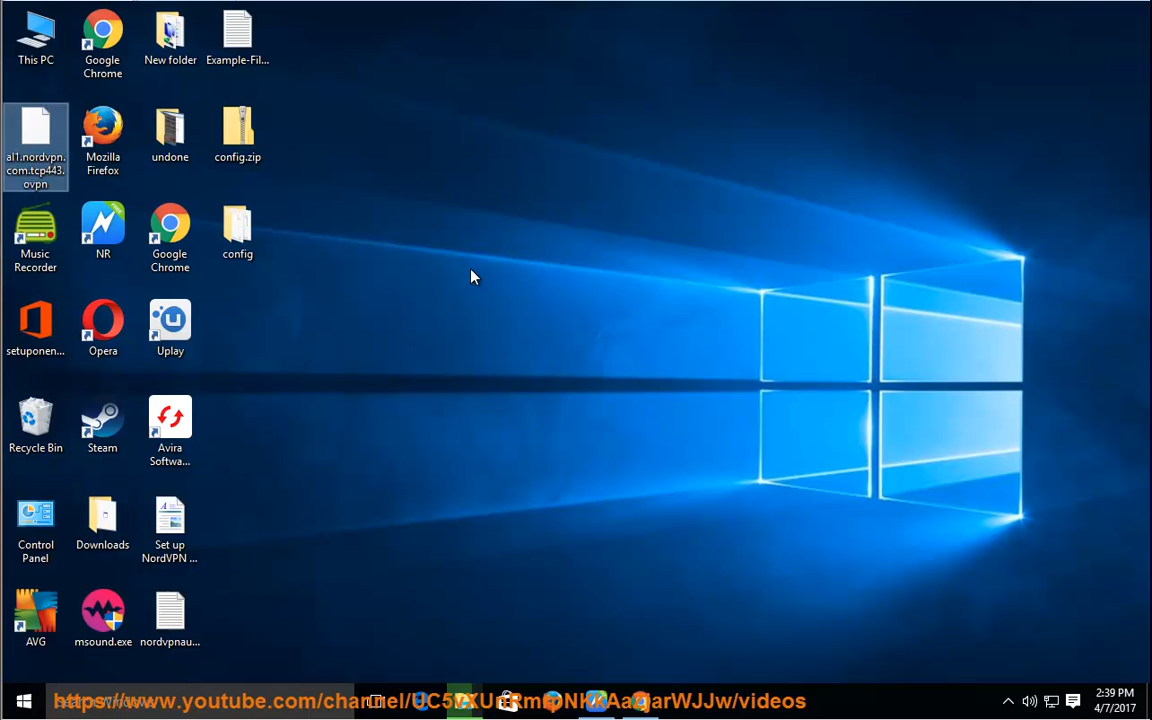 This PC
Google
Chrome
New folder
Example-Fil...
al1.nordvpn.
com.tcp443.
ovpn
Mozilla
Firefox
undone
config.zip
Music
Recorder
NR
Google
Chrome
config
setuponen...
Opera
Uplay
Recycle Bin
Steam
Avira
Softwa...
Control
Panel
Downloads
Set up
NordVPN ...
AVG
msound.exe
nordvpnau...
2:39 PM
4/7/2017